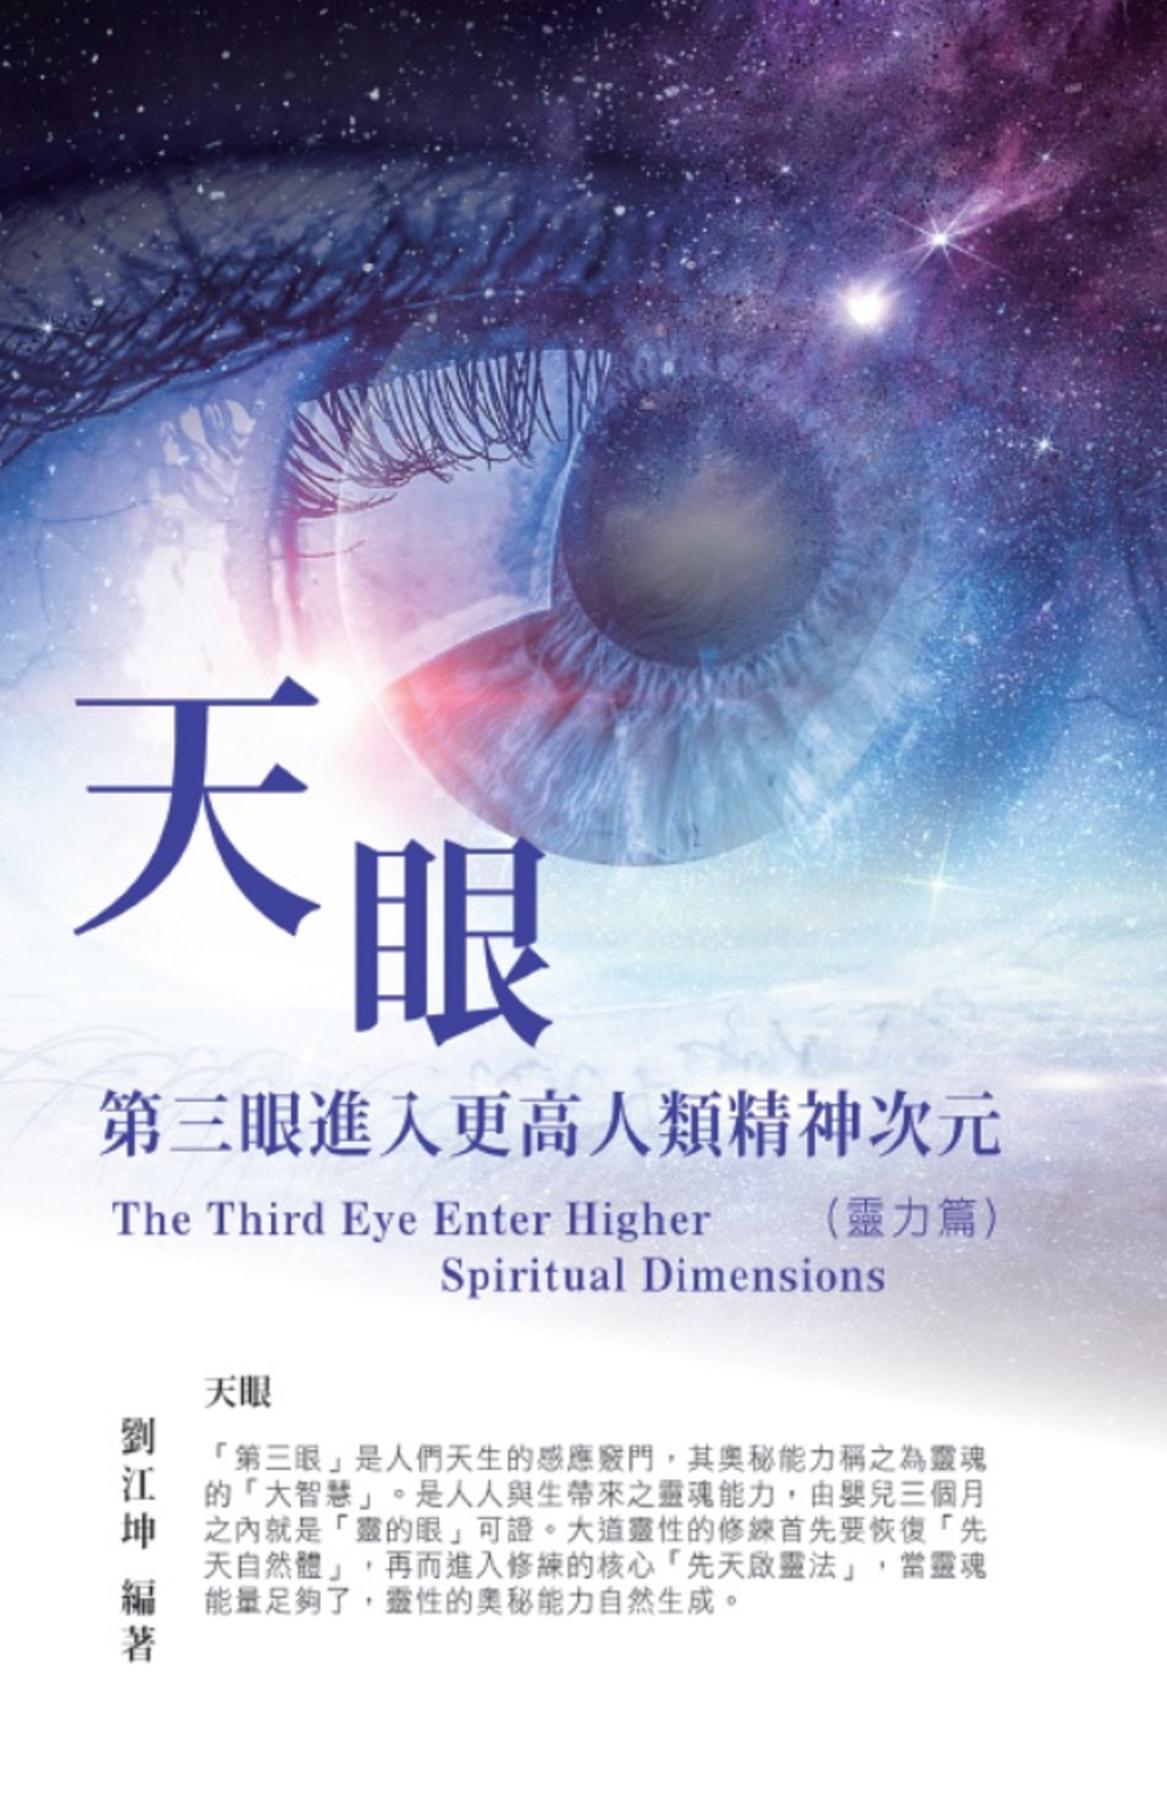 天眼
第三眼進入更高人類精神次元
The Third Eye Enter Higher
(靈力篇)
Spiritual Dimensions
天眼
「第三眼」是人們天生的感應竅門，其奧秘能力稱之為靈魂
的「大智慧」。是人人與生帶來之靈魂能力，由嬰兒三個月
之內就是「靈的眼」可證。大道靈性的修練首先要恢復「先
天自然體」，再而進入修練的核心「先天啟靈法」，當靈魂
能量足夠了，靈性的奧秘能力自然生成。
劉江坤 編著